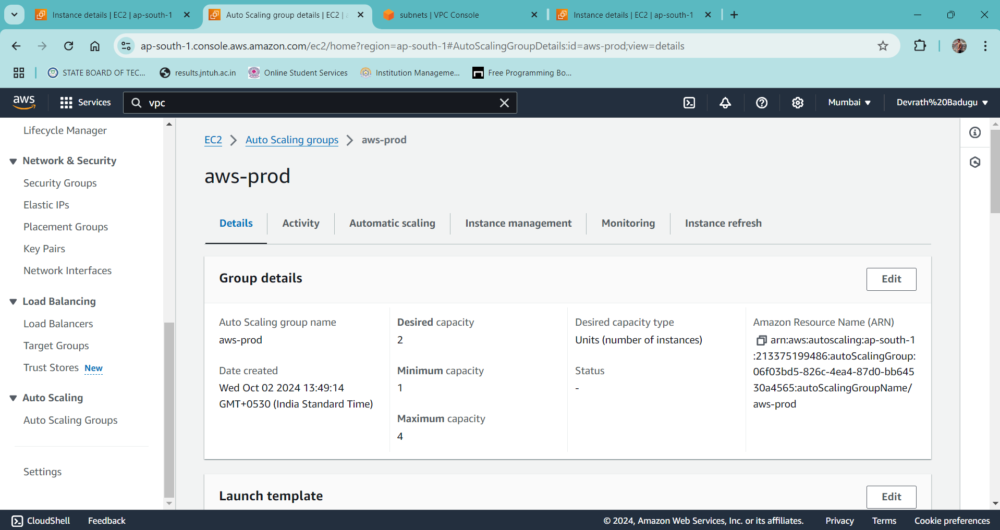 Instance details | EC2 | ap-south-1
Auto Scaling group details | EC2 |
subnets | VPC Console
Instance details | EC2 | ap-south-1
ap-south-1.console.aws.amazon.com/ec2/home?region=ap-south-1#AutoScalingGroupDetails:id=aws-prod;view=details
STATE BOARD OF TEC...
results.jntuh.ac.in
Online Student Services
Institution Manageme...
Free Programming Bo...
aws
Services
vpc
Mumbai
Devrath%20Badugu
Lifecycle Manager
Network & Security
Security Groups
Elastic IPs
Placement Groups
Key Pairs
Network Interfaces
Load Balancing
Load Balancers
Target Groups
Trust Stores New
Auto Scaling
Auto Scaling Groups
Settings
EC2 > Auto Scaling groups > aws-prod
aws-prod
Details
Activity
Automatic scaling
Instance management
Monitoring
Instance refresh
Group details
Edit
Auto Scaling group name
aws-prod
Date created
Wed Oct 02 2024 13:49:14
GMT+0530 (India Standard Time)
Desired capacity
2
Minimum capacity
1
Maximum capacity
4
Desired capacity type
Units (number of instances)
Status
-
Amazon Resource Name (ARN)
arn:aws:autoscaling:ap-south-1
:213375199486:autoScalingGroup:
06f03bd5-826c-4ea4-87d0-bb645
30a4565:autoScalingGroupName/
aws-prod
Launch template
Edit
CloudShell
Feedback
© 2024, Amazon Web Services, Inc. or its affiliates.
Privacy
Terms
Cookie preferences